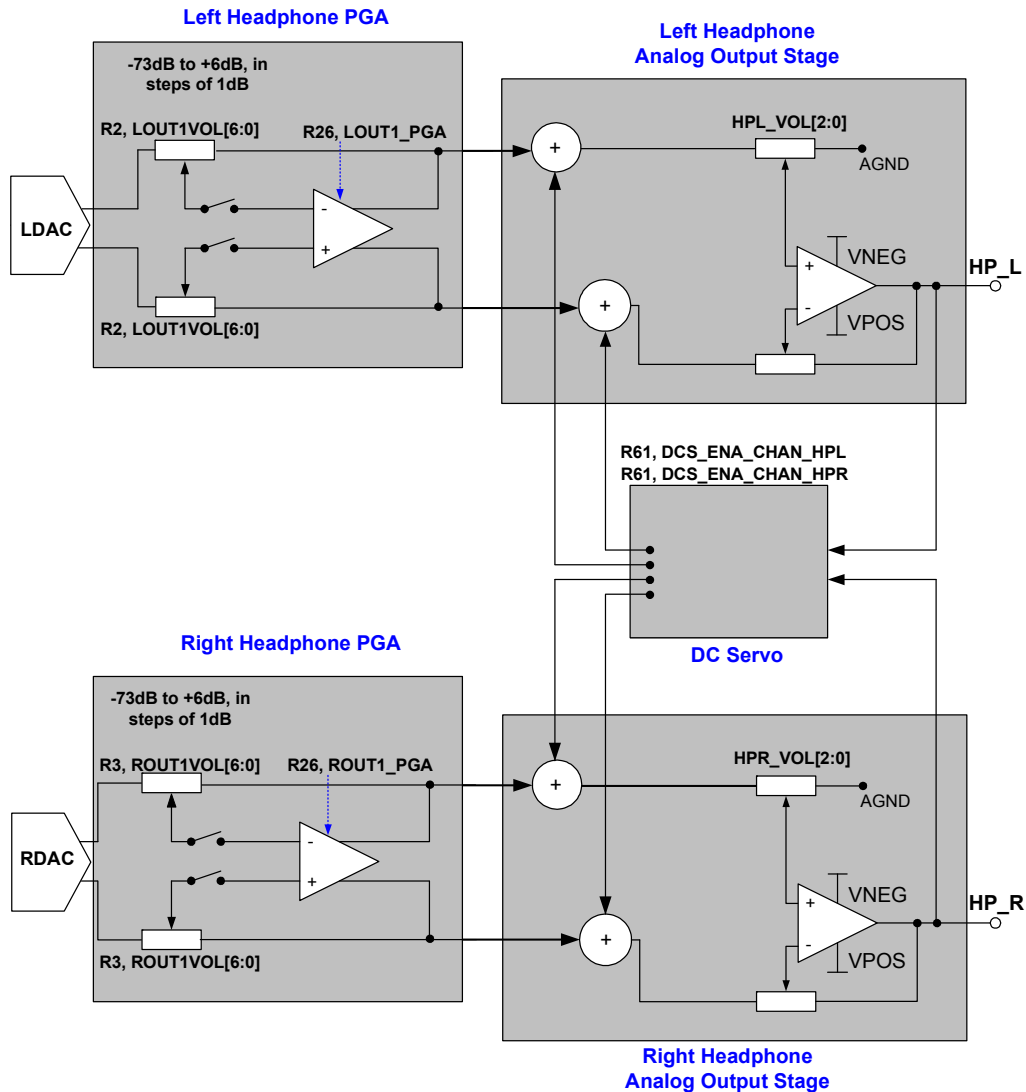 Left Headphone PGA
Left Headphone
Analog Output Stage
-73dB to +6dB, in
steps of 1dB
R2, LOUT1VOL[6:0]
R26, LOUT1_PGA
HPL_VOL[2:0]
+
AGND
LDAC
-
+
+
VNEG
HP_L
+
-
VPOS
R2, LOUT1VOL[6:0]
R61, DCS_ENA_CHAN_HPL
R61, DCS_ENA_CHAN_HPR
Right Headphone PGA
DC Servo
-73dB to +6dB, in
steps of 1dB
R3, ROUT1VOL[6:0]
R26, ROUT1_PGA
HPR_VOL[2:0]
+
AGND
RDAC
-
+
+
VNEG
HP_R
+
-
VPOS
R3, ROUT1VOL[6:0]
Right Headphone
Analog Output Stage